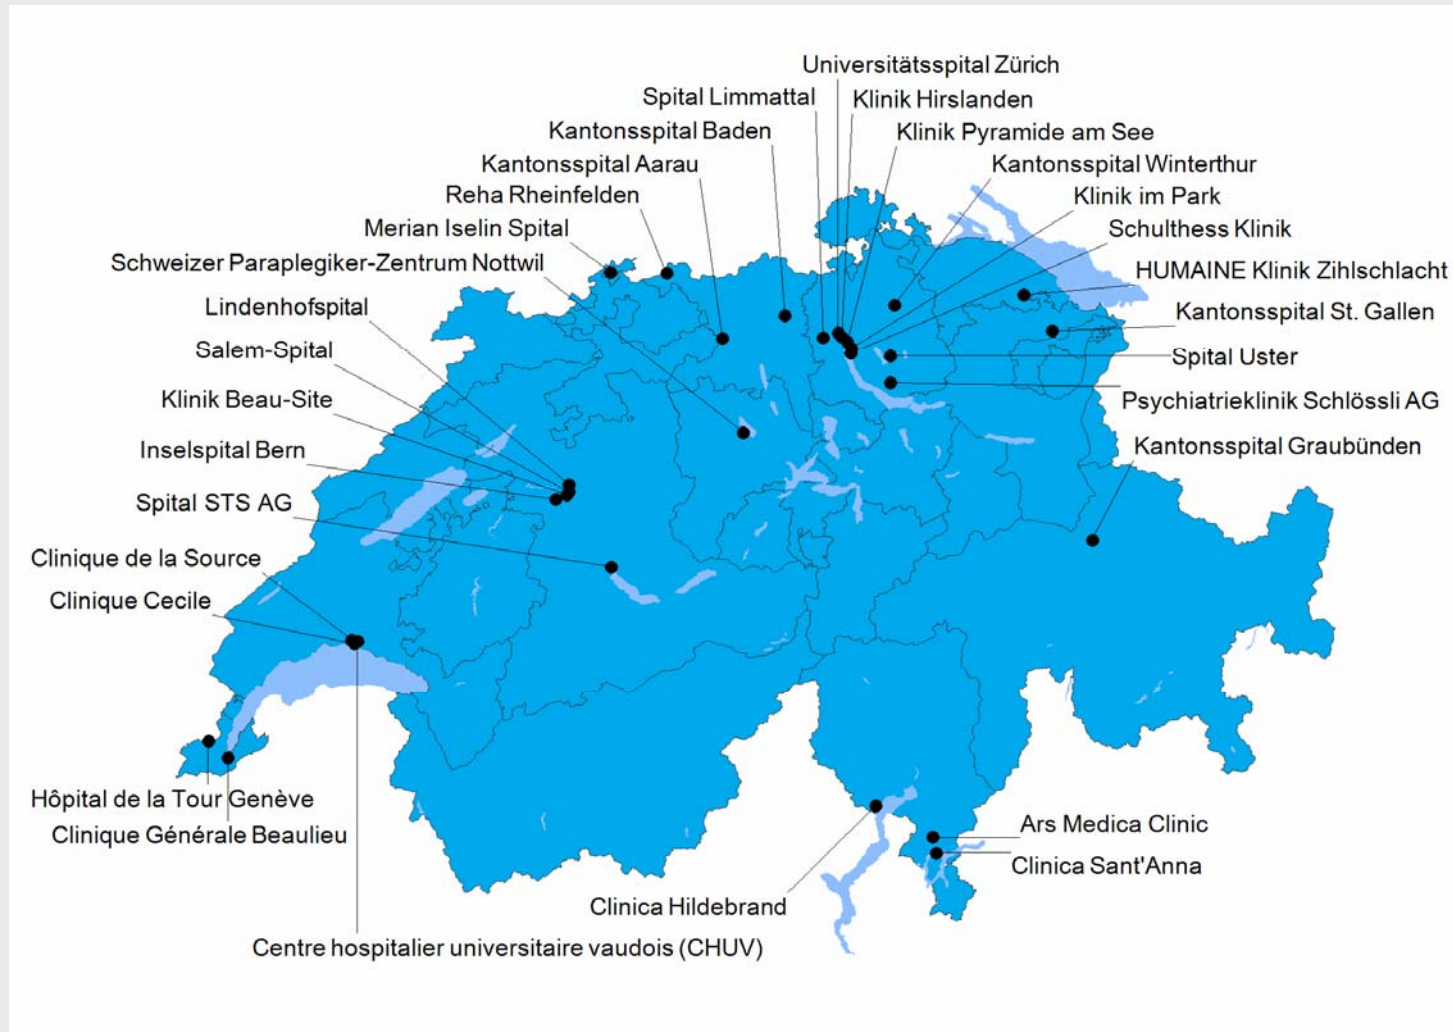 Universitätsspital Zürich
Spital Limmattal
Klinik Hirslanden
Kantonsspital Baden
Klinik Pyramide am See
Kantonsspital Aarau
Kantonsspital Winterthur
Reha Rheinfelden
Klinik im Park
Merian Iselin Spital
Schulthess Klinik
Schweizer Paraplegiker-Zentrum Nottwil
HUMAINE Klinik Zihlschlacht
Lindenhofspital
Kantonsspital St. Gallen
Salem-Spital
Spital Uster
Klinik Beau-Site
Psychiatrieklinik Schlössli AG
Inselspital Bern
Kantonsspital Graubünden
Spital STS AG
Clinique de la Source
Clinique Cecile
Hôpital de la Tour Genève
Clinique Générale Beaulieu
Ars Medica Clinic
Clinica Sant'Anna
Clinica Hildebrand
Centre hospitalier universitaire vaudois (CHUV)